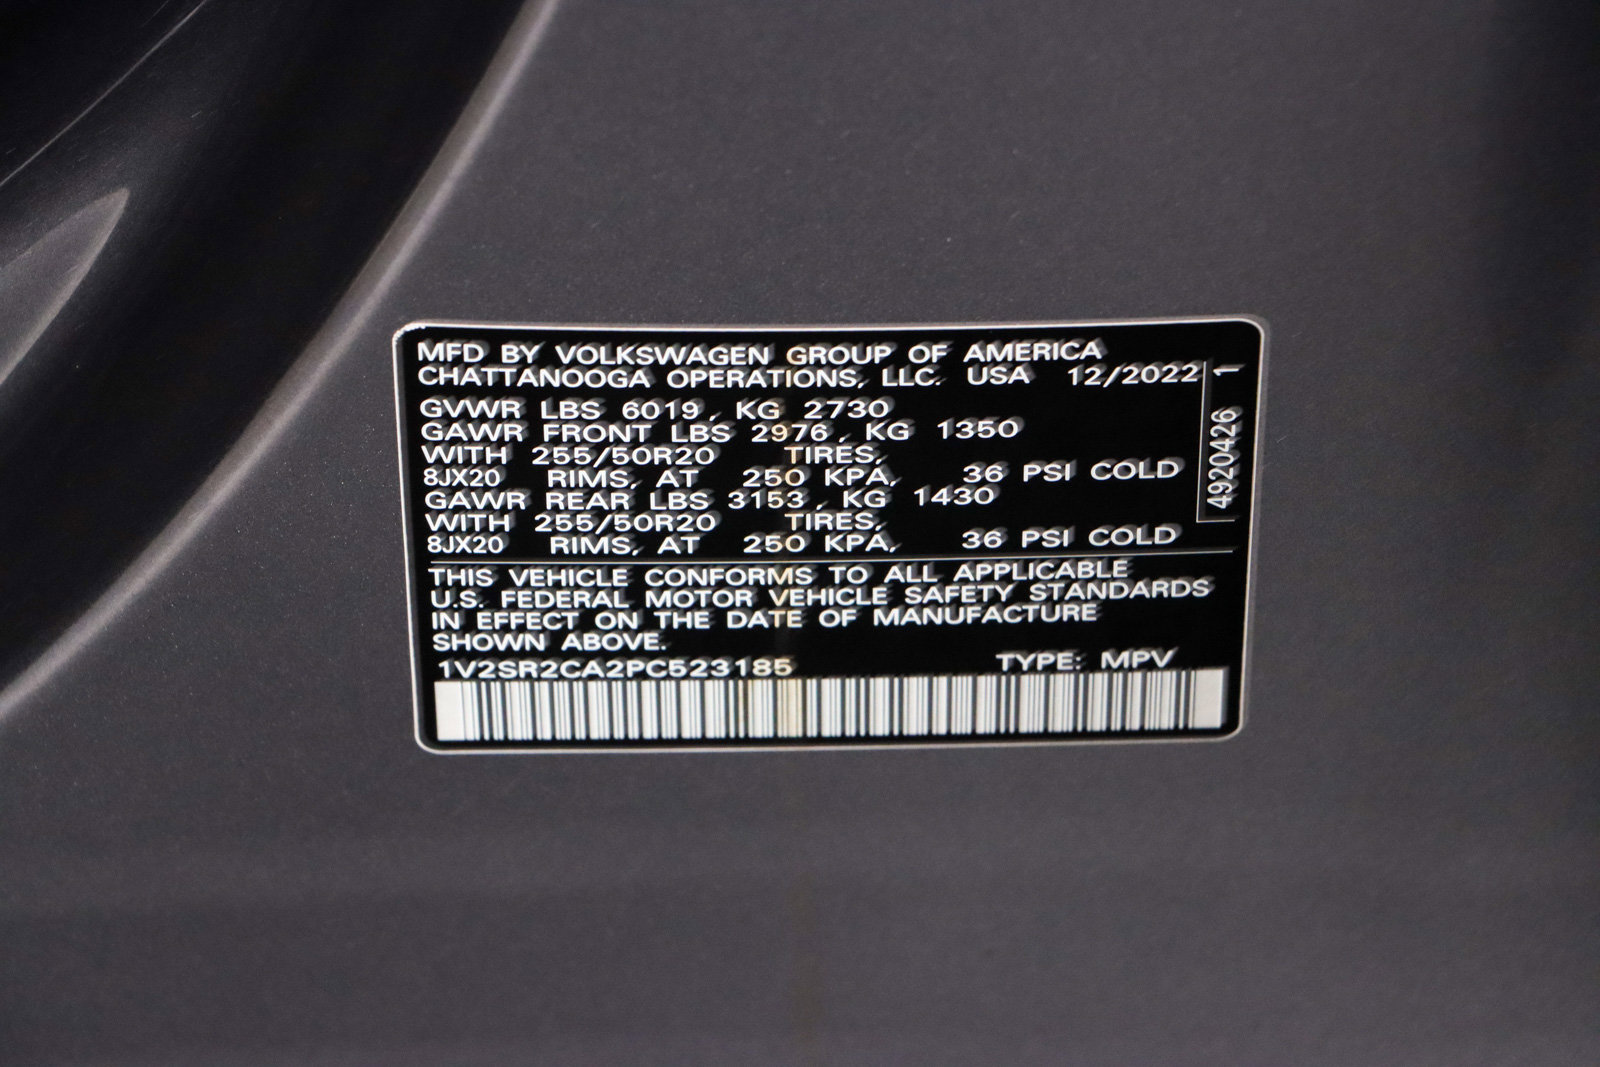 MFD BY VOLKSWAGEN GROUP OF AMERICA
CHATTANOOGA OPERATIONS, LLC. USA 12/2022
GVWR LBS 6019, KG 2730
GAWR FRONT LBS 2976, KG 1350
WITH 255/50R20 TIRES,
8JX20 RIMS, AT 250 KPA, 36 PSI COLD
GAWR REAR LBS 3153, KG 1430
WITH 255/50R20 TIRES,
8JX20 RIMS, AT 250 KPA, 36 PSI COLD
THIS VEHICLE CONFORMS TO ALL APPLICABLE
U.S. FEDERAL MOTOR VEHICLE SAFETY STANDARDS
IN EFFECT ON THE DATE OF MANUFACTURE
SHOWN ABOVE.
1V2SR2CA2PC523185 TYPE: MPV
4920426 1